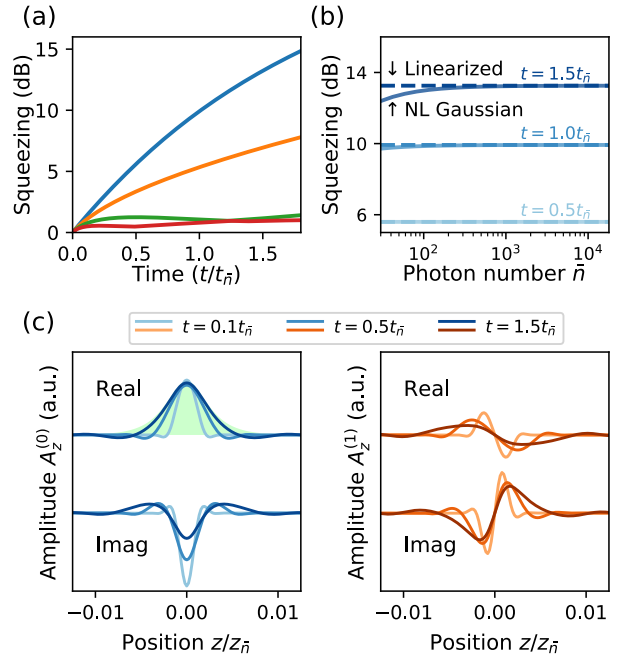 (a)
Squeezing (dB)
15
10
5
0
0.0 0.5 1.0 1.5
Time (t/t_n̄)
(b)
Squeezing (dB)
14
10
6
↓ Linearized
↑ NL Gaussian
t = 1.5t_n̄
t = 1.0t_n̄
t = 0.5t_n̄
10² 10³ 10⁴
Photon number n̄
(c)
t = 0.1t_n̄ t = 0.5t_n̄ t = 1.5t_n̄
Amplitude A_z^(0) (a.u.)
Real
Imag
−0.01 0.00 0.01
Position z/z_n̄
Amplitude A_z^(1) (a.u.)
Real
Imag
−0.01 0.00 0.01
Position z/z_n̄